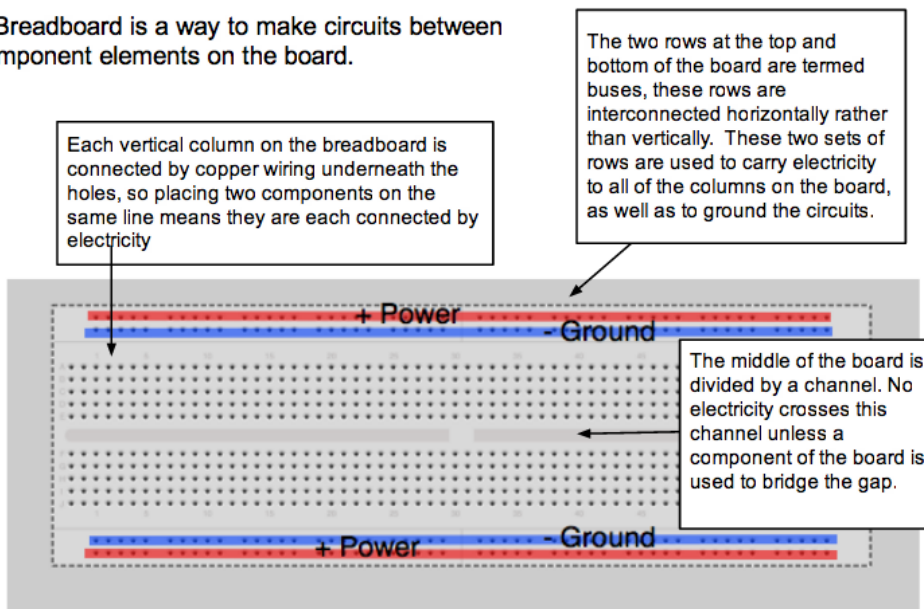 Breadboard is a way to make circuits between
mponent elements on the board.
The two rows at the top and
bottom of the board are termed
buses, these rows are
interconnected horizontally rather
than vertically. These two sets of
rows are used to carry electricity
to all of the columns on the board,
as well as to ground the circuits.
Each vertical column on the breadboard is
connected by copper wiring underneath the
holes, so placing two components on the
same line means they are each connected by
electricity
+ Power
- Ground
The middle of the board is
divided by a channel. No
electricity crosses this
channel unless a
component of the board is
used to bridge the gap.
+ Power
- Ground